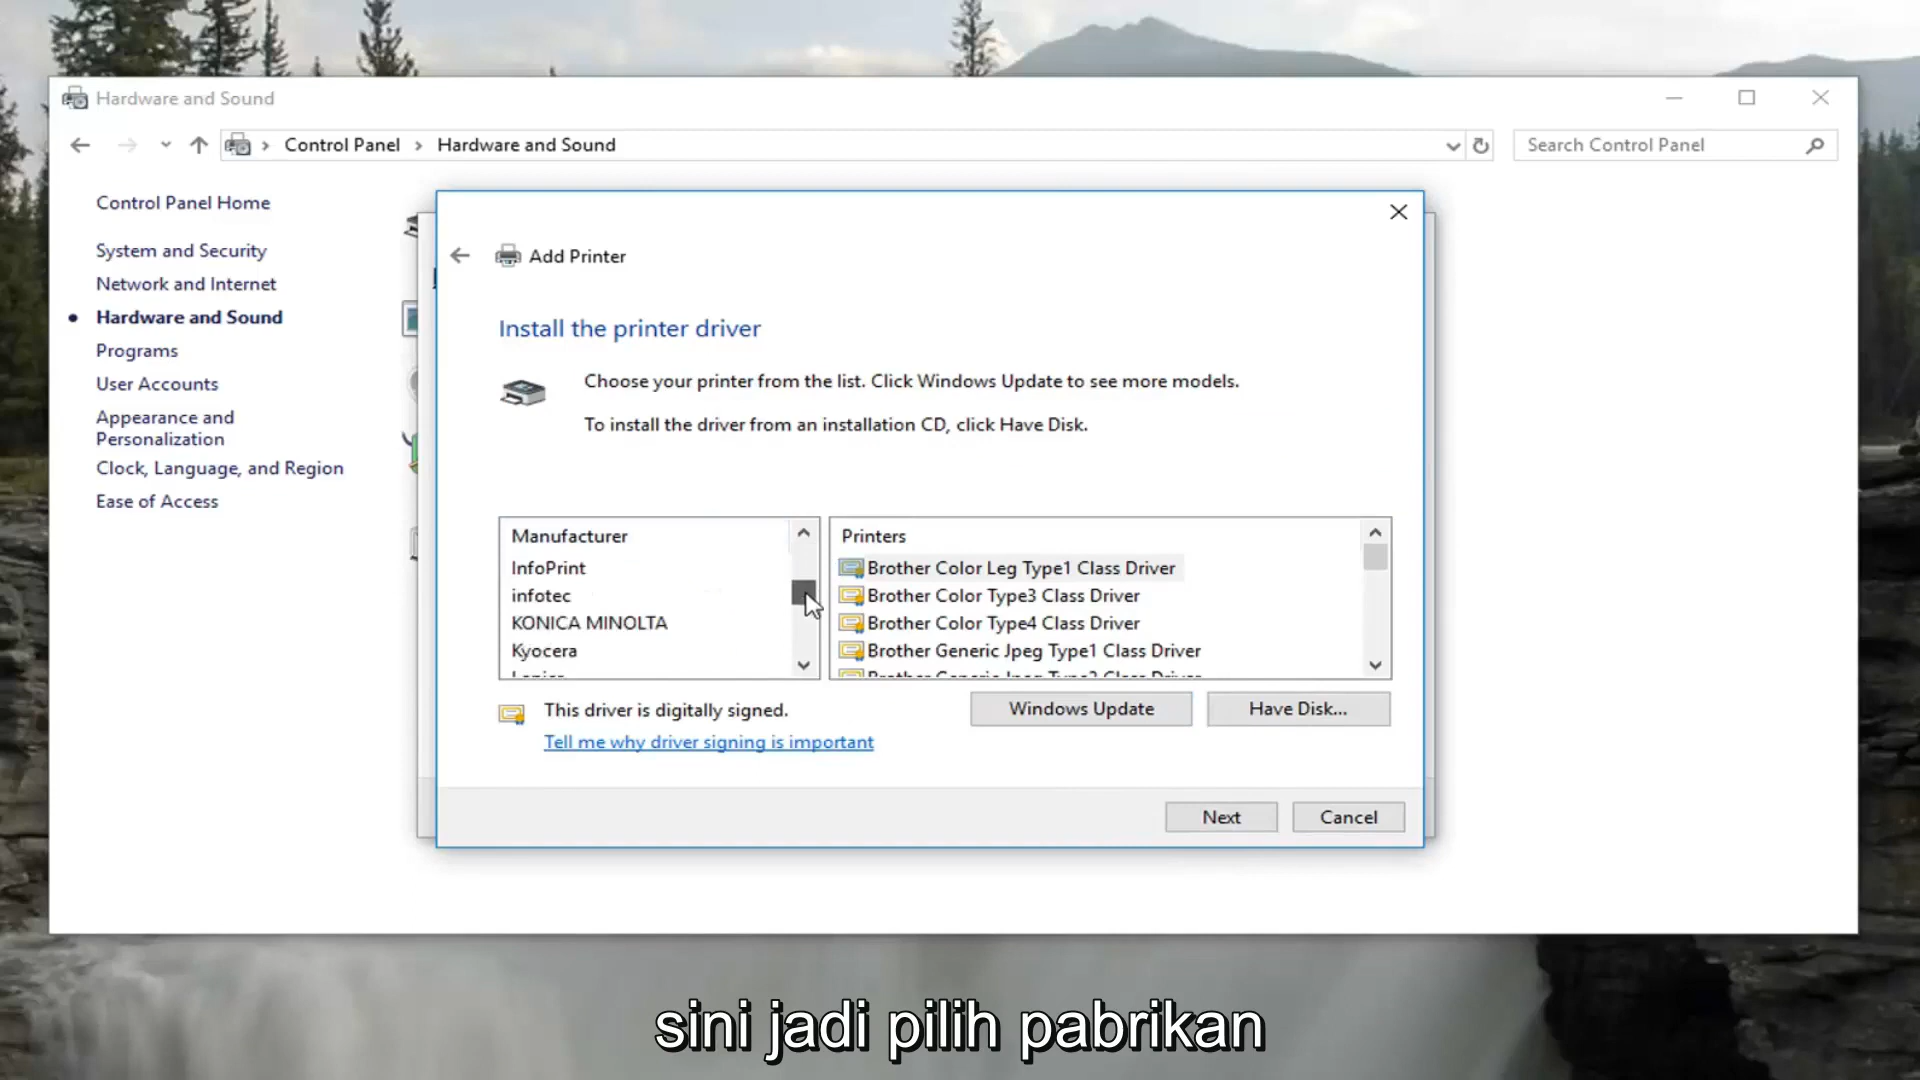 Hardware and Sound
Control Panel
Hardware and Sound
Search Control Panel
Control Panel Home
System and Security
Network and Internet
Hardware and Sound
Programs
User Accounts
Appearance and
Personalization
Clock, Language, and Region
Ease of Access
Add Printer
Install the printer driver
Choose your printer from the list. Click Windows Update to see more models.
To install the driver from an installation CD, click Have Disk.
Manufacturer
InfoPrint
infotec
KONICA MINOLTA
Kyocera
Printers
Brother Color Leg Type1 Class Driver
Brother Color Type3 Class Driver
Brother Color Type4 Class Driver
Brother Generic Jpeg Type1 Class Driver
This driver is digitally signed.
Tell me why driver signing is important
Windows Update
Have Disk...
Next
Cancel
sini jadi pilih pabrikan